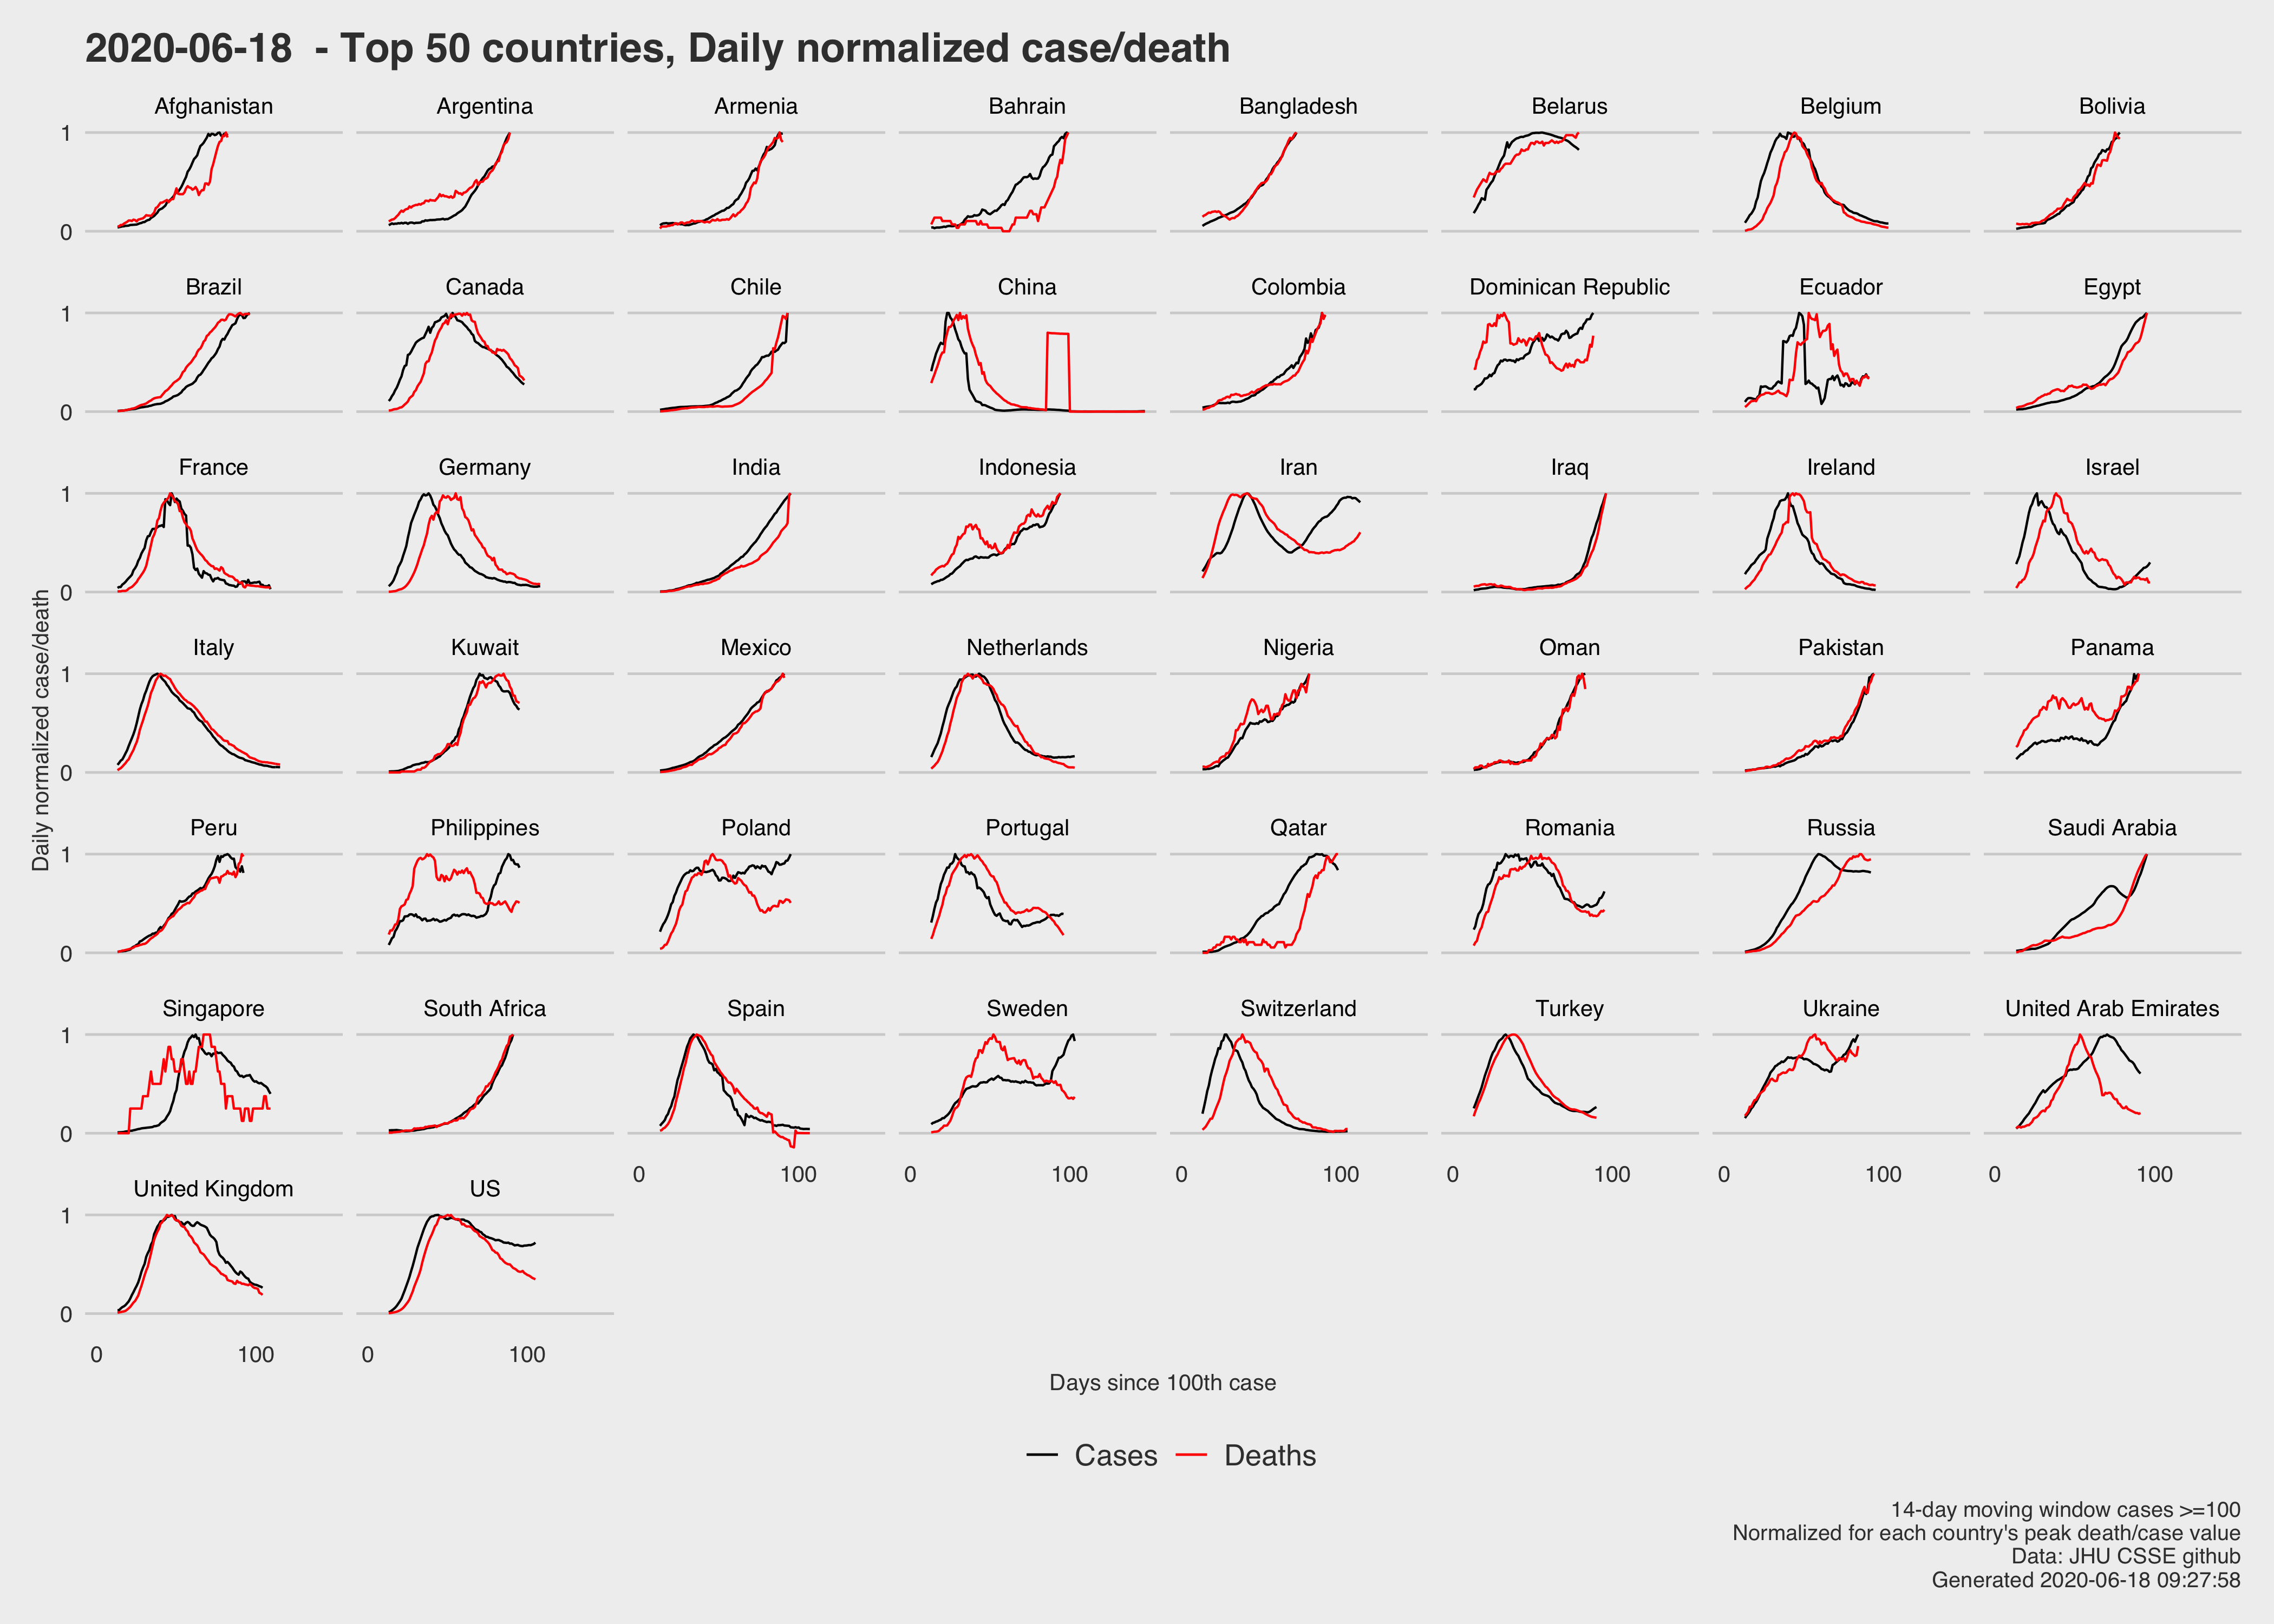 2020-06-18  - Top 50 countries, Daily normalized case/death
Afghanistan Argentina Armenia Bahrain Bangladesh Belarus Belgium Bolivia
1
0
Brazil Canada Chile China Colombia Dominican Republic Ecuador Egypt
1
0
France Germany India Indonesia Iran Iraq Ireland Israel
1
0
Daily normalized case/death
Italy Kuwait Mexico Netherlands Nigeria Oman Pakistan Panama
1
0
Peru Philippines Poland Portugal Qatar Romania Russia Saudi Arabia
1
0
Singapore South Africa Spain Sweden Switzerland Turkey Ukraine United Arab Emirates
1
0
0 100 0 100 0 100 0 100 0 100 0 100
United Kingdom US
1
0
0 100 0 100
Days since 100th case
Cases Deaths
14-day moving window cases >=100
Normalized for each country's peak death/case value
Data: JHU CSSE github
Generated 2020-06-18 09:27:58